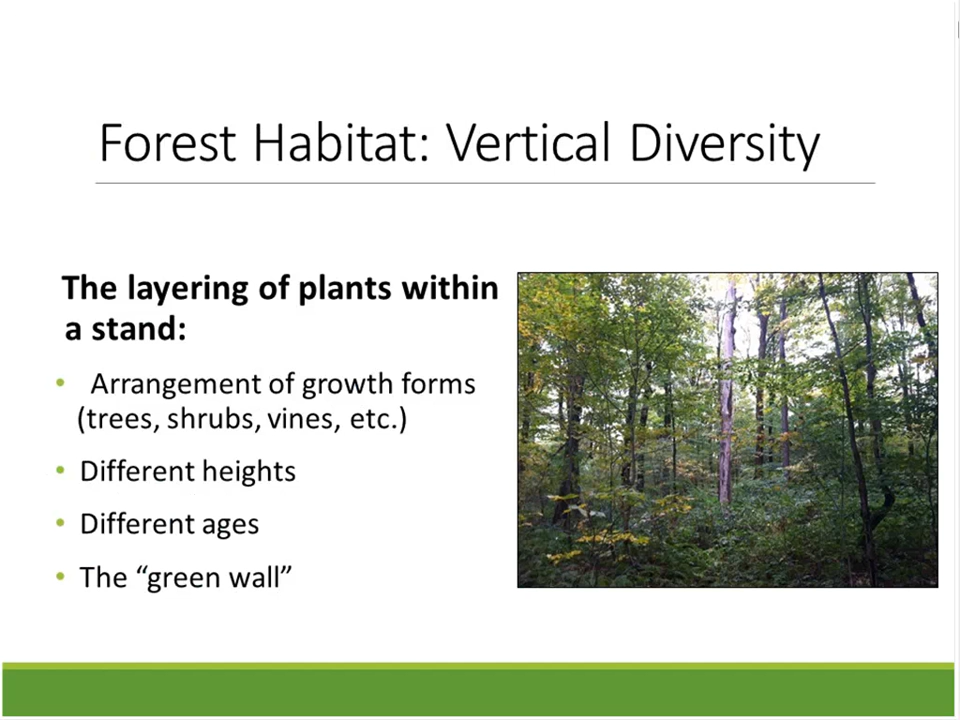 Forest Habitat: Vertical Diversity
The layering of plants within
a stand:
• Arrangement of growth forms
(trees, shrubs, vines, etc.)
• Different heights
• Different ages
• The “green wall”